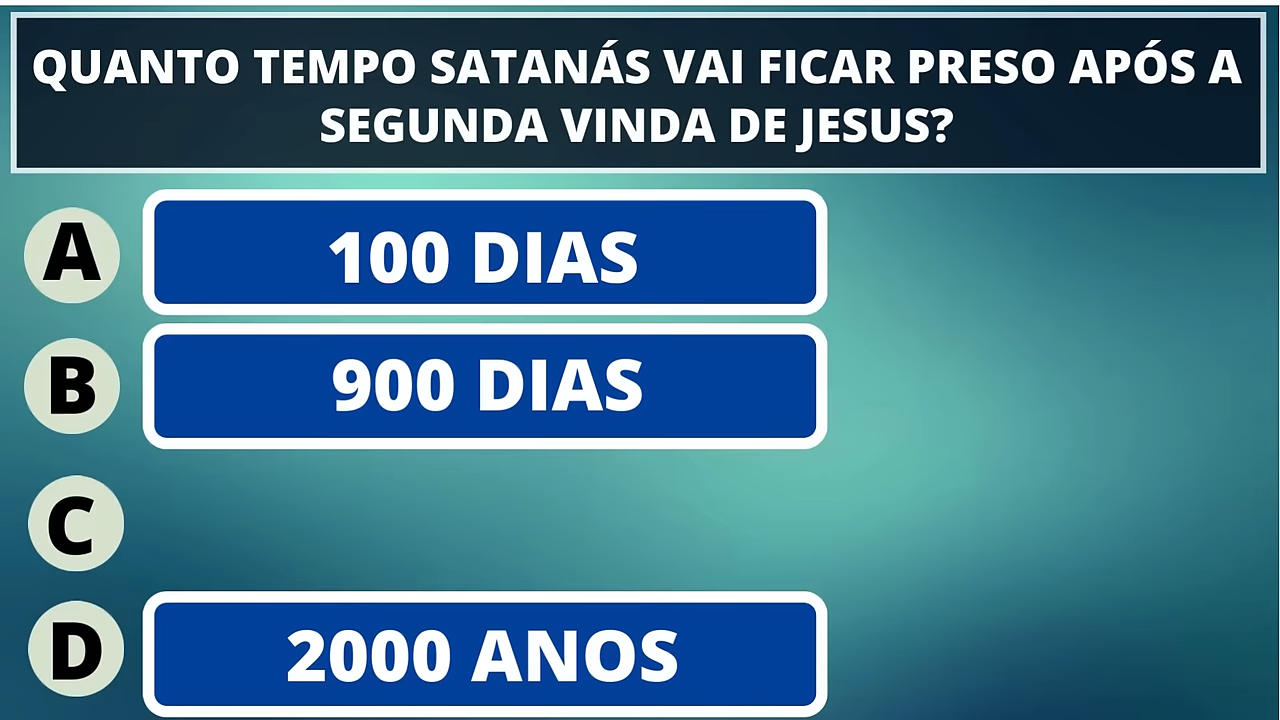 QUANTO TEMPO SATANÁS VAI FICAR PRESO APÓS A
SEGUNDA VINDA DE JESUS?
A
100 DIAS
B
900 DIAS
C
D
2000 ANOS